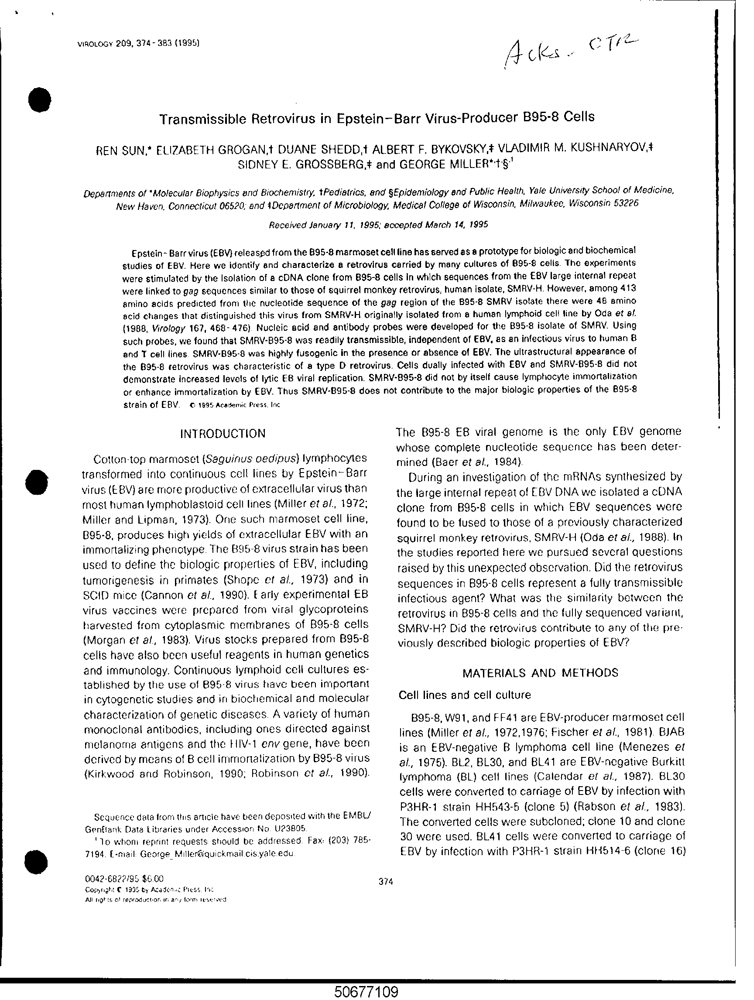 VIROLOGY 209, 374-383 (1995)
Acks - CTR
Transmissible Retrovirus in Epstein-Barr Virus-Producer B95-8 Cells
REN SUN,* ELIZABETH GROGAN,† DUANE SHEDD,† ALBERT F. BYKOVSKY,‡ VLADIMIR M. KUSHNARYOV,‡
SIDNEY E. GROSSBERG,‡ and GEORGE MILLER*†§,¹
Departments of *Molecular Biophysics and Biochemistry, †Pediatrics, and §Epidemiology and Public Health, Yale University School of Medicine,
New Haven, Connecticut 06520; and ‡Department of Microbiology, Medical College of Wisconsin, Milwaukee, Wisconsin 53226
Received January 11, 1995; accepted March 14, 1995
Epstein-Barr virus (EBV) released from the B95-8 marmoset cell line has served as a prototype for biologic and biochemical
studies of EBV. Here we identify and characterize a retrovirus carried by many cultures of B95-8 cells. The experiments
were stimulated by the isolation of a cDNA clone from B95-8 cells in which sequences from the EBV large internal repeat
were linked to gag sequences similar to those of squirrel monkey retrovirus, human isolate, SMRV-H. However, among 413
amino acids predicted from the nucleotide sequence of the gag region of the B95-8 SMRV isolate there were 46 amino
acid changes that distinguished this virus from SMRV-H originally isolated from a human lymphoid cell line by Oda et al.
(1988, Virology 167, 468-476). Nucleic acid and antibody probes were developed for the B95-8 isolate of SMRV. Using
such probes, we found that SMRV-B95-8 was readily transmissible, independent of EBV, as an infectious virus to human B
and T cell lines. SMRV-B95-8 was highly fusogenic in the presence or absence of EBV. The ultrastructural appearance of
the B95-8 retrovirus was characteristic of a type D retrovirus. Cells dually infected with EBV and SMRV-B95-8 did not
demonstrate increased levels of lytic EB viral replication. SMRV-B95-8 did not by itself cause lymphocyte immortalization
or enhance immortalization by EBV. Thus SMRV-B95-8 does not contribute to the major biologic properties of the B95-8
strain of EBV. © 1995 Academic Press, Inc.
INTRODUCTION
Cotton-top marmoset (Saguinus oedipus) lymphocytes
transformed into continuous cell lines by Epstein-Barr
virus (EBV) are more productive of extracellular virus than
most human lymphoblastoid cell lines (Miller et al., 1972;
Miller and Lipman, 1973). One such marmoset cell line,
B95-8, produces high yields of extracellular EBV with an
immortalizing phenotype. The B95-8 virus strain has been
used to define the biologic properties of EBV, including
tumorigenesis in primates (Shope et al., 1973) and in
SCID mice (Cannon et al., 1990). Early experimental EB
virus vaccines were prepared from viral glycoproteins
harvested from cytoplasmic membranes of B95-8 cells
(Morgan et al., 1983). Virus stocks prepared from B95-8
cells have also been useful reagents in human genetics
and immunology. Continuous lymphoid cell cultures es-
tablished by the use of B95-8 virus have been important
in cytogenetic studies and in biochemical and molecular
characterization of genetic diseases. A variety of human
monoclonal antibodies, including ones directed against
melanoma antigens and the HIV-1 env gene, have been
derived by means of B cell immortalization by B95-8 virus
(Kirkwood and Robinson, 1990; Robinson et al., 1990).
Sequence data from this article have been deposited with the EMBL/
GenBank Data Libraries under Accession No. U23805.
¹ To whom reprint requests should be addressed. Fax: (203) 785-
7194. E-mail: George_Miller@quickmail.cis.yale.edu.
The B95-8 EB viral genome is the only EBV genome
whose complete nucleotide sequence has been deter-
mined (Baer et al., 1984).
During an investigation of the mRNAs synthesized by
the large internal repeat of EBV DNA we isolated a cDNA
clone from B95-8 cells in which EBV sequences were
found to be fused to those of a previously characterized
squirrel monkey retrovirus, SMRV-H (Oda et al., 1988). In
the studies reported here we pursued several questions
raised by this unexpected observation. Did the retrovirus
sequences in B95-8 cells represent a fully transmissible
infectious agent? What was the similarity between the
retrovirus in B95-8 cells and the fully sequenced variant,
SMRV-H? Did the retrovirus contribute to any of the pre-
viously described biologic properties of EBV?
MATERIALS AND METHODS
Cell lines and cell culture
B95-8, W91, and FF41 are EBV-producer marmoset cell
lines (Miller et al., 1972,1976; Fischer et al., 1981). BJAB
is an EBV-negative B lymphoma cell line (Menezes et
al., 1975). BL2, BL30, and BL41 are EBV-negative Burkitt
lymphoma (BL) cell lines (Calendar et al., 1987). BL30
cells were converted to carriage of EBV by infection with
P3HR-1 strain HH543-5 (clone 5) (Rabson et al., 1983).
The converted cells were subcloned; clone 10 and clone
30 were used. BL41 cells were converted to carriage of
EBV by infection with P3HR-1 strain HH514-6 (clone 16)
0042-6822/95 $6.00
Copyright © 1995 by Academic Press, Inc.
All rights of reproduction in any form reserved.
374
50677109